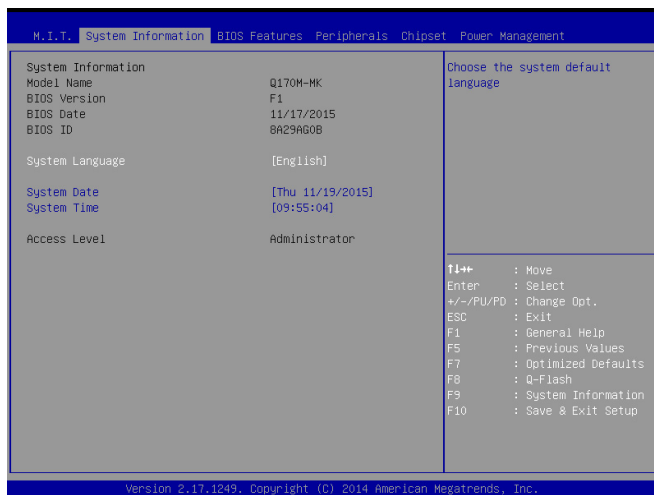 M.I.T. System Information BIOS Features Peripherals Chipset Power Management
System Information
Model Name Q170M-MK
BIOS Version F1
BIOS Date 11/17/2015
BIOS ID 8A29AG0B
System Language [English]
System Date [Thu 11/19/2015]
System Time [09:55:04]
Access Level Administrator
Choose the system default
language
↑↓→← : Move
Enter : Select
+/-/PU/PD : Change Opt.
ESC : Exit
F1 : General Help
F5 : Previous Values
F7 : Optimized Defaults
F8 : Q-Flash
F9 : System Information
F10 : Save & Exit Setup
Version 2.17.1249. Copyright (C) 2014 American Megatrends, Inc.